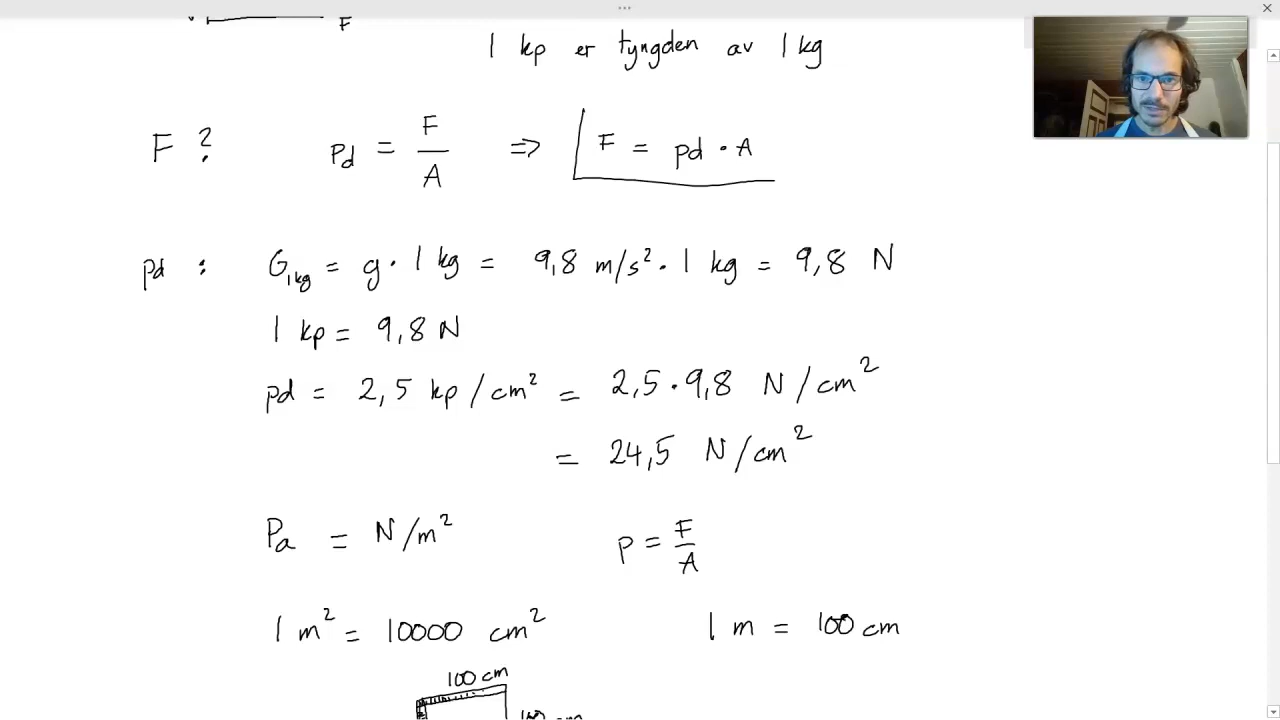 F
1 kp er tyngden av 1 kg
F ? pd = F/A => F = pd · A
pd : G1kg = g · 1 kg = 9,8 m/s² · 1 kg = 9,8 N
1 kp = 9,8 N
pd = 2,5 kp/cm² = 2,5 · 9,8 N/cm²
= 24,5 N/cm²
Pa = N/m² p = F/A
1 m² = 10000 cm² 1 m = 100 cm
100 cm